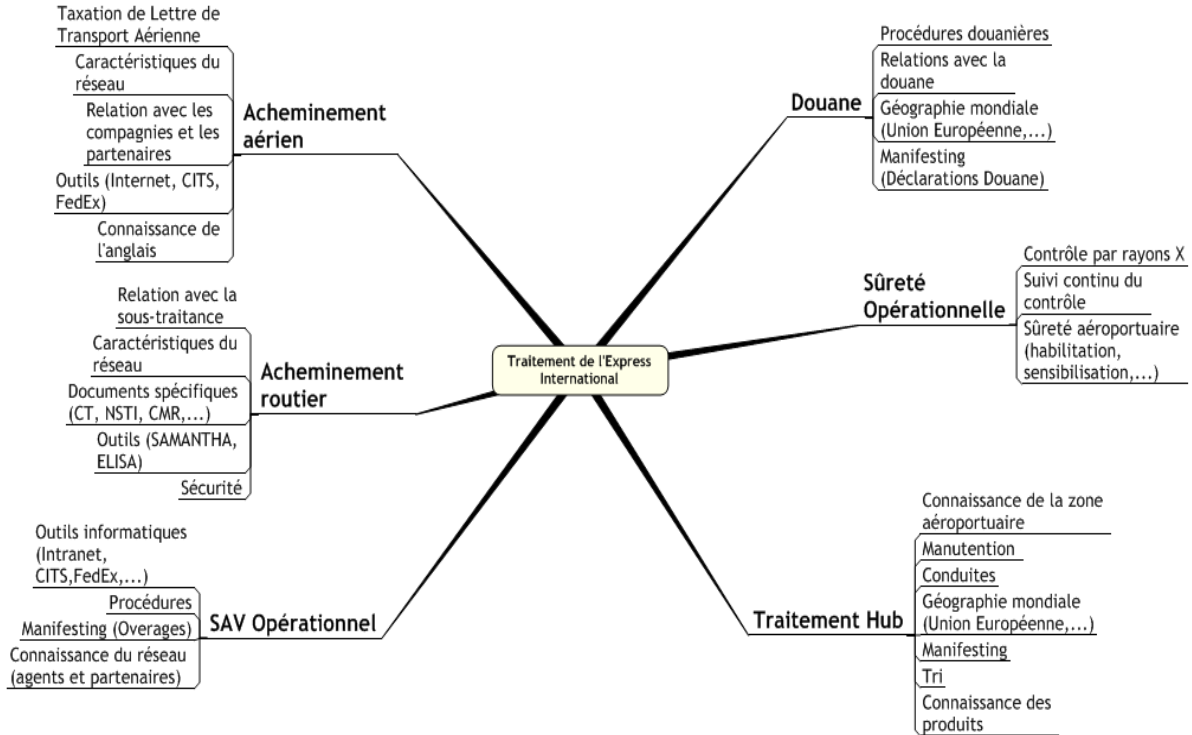 Taxation de Lettre de
Transport Aérienne
Caractéristiques du
réseau
Relation avec les
compagnies et les
partenaires
Outils (Internet, CITS,
FedEx)
Connaissance de
l'anglais
Acheminement
aérien
Relation avec la
sous-traitance
Caractéristiques du
réseau
Documents spécifiques
(CT, NSTI, CMR,...)
Outils (SAMANTHA,
ELISA)
Sécurité
Acheminement
routier
Outils informatiques
(Intranet,
CITS,FedEx,...)
Procédures
Manifesting (Overages)
Connaissance du réseau
(agents et partenaires)
SAV Opérationnel
Traitement de l'Express
International
Douane
Procédures douanières
Relations avec la
douane
Géographie mondiale
(Union Européenne,...)
Manifesting
(Déclarations Douane)
Sûreté
Opérationnelle
Contrôle par rayons X
Suivi continu du
contrôle
Sûreté aéroportuaire
(habilitation,
sensibilisation,...)
Traitement Hub
Connaissance de la zone
aéroportuaire
Manutention
Conduites
Géographie mondiale
(Union Européenne,...)
Manifesting
Tri
Connaissance des
produits